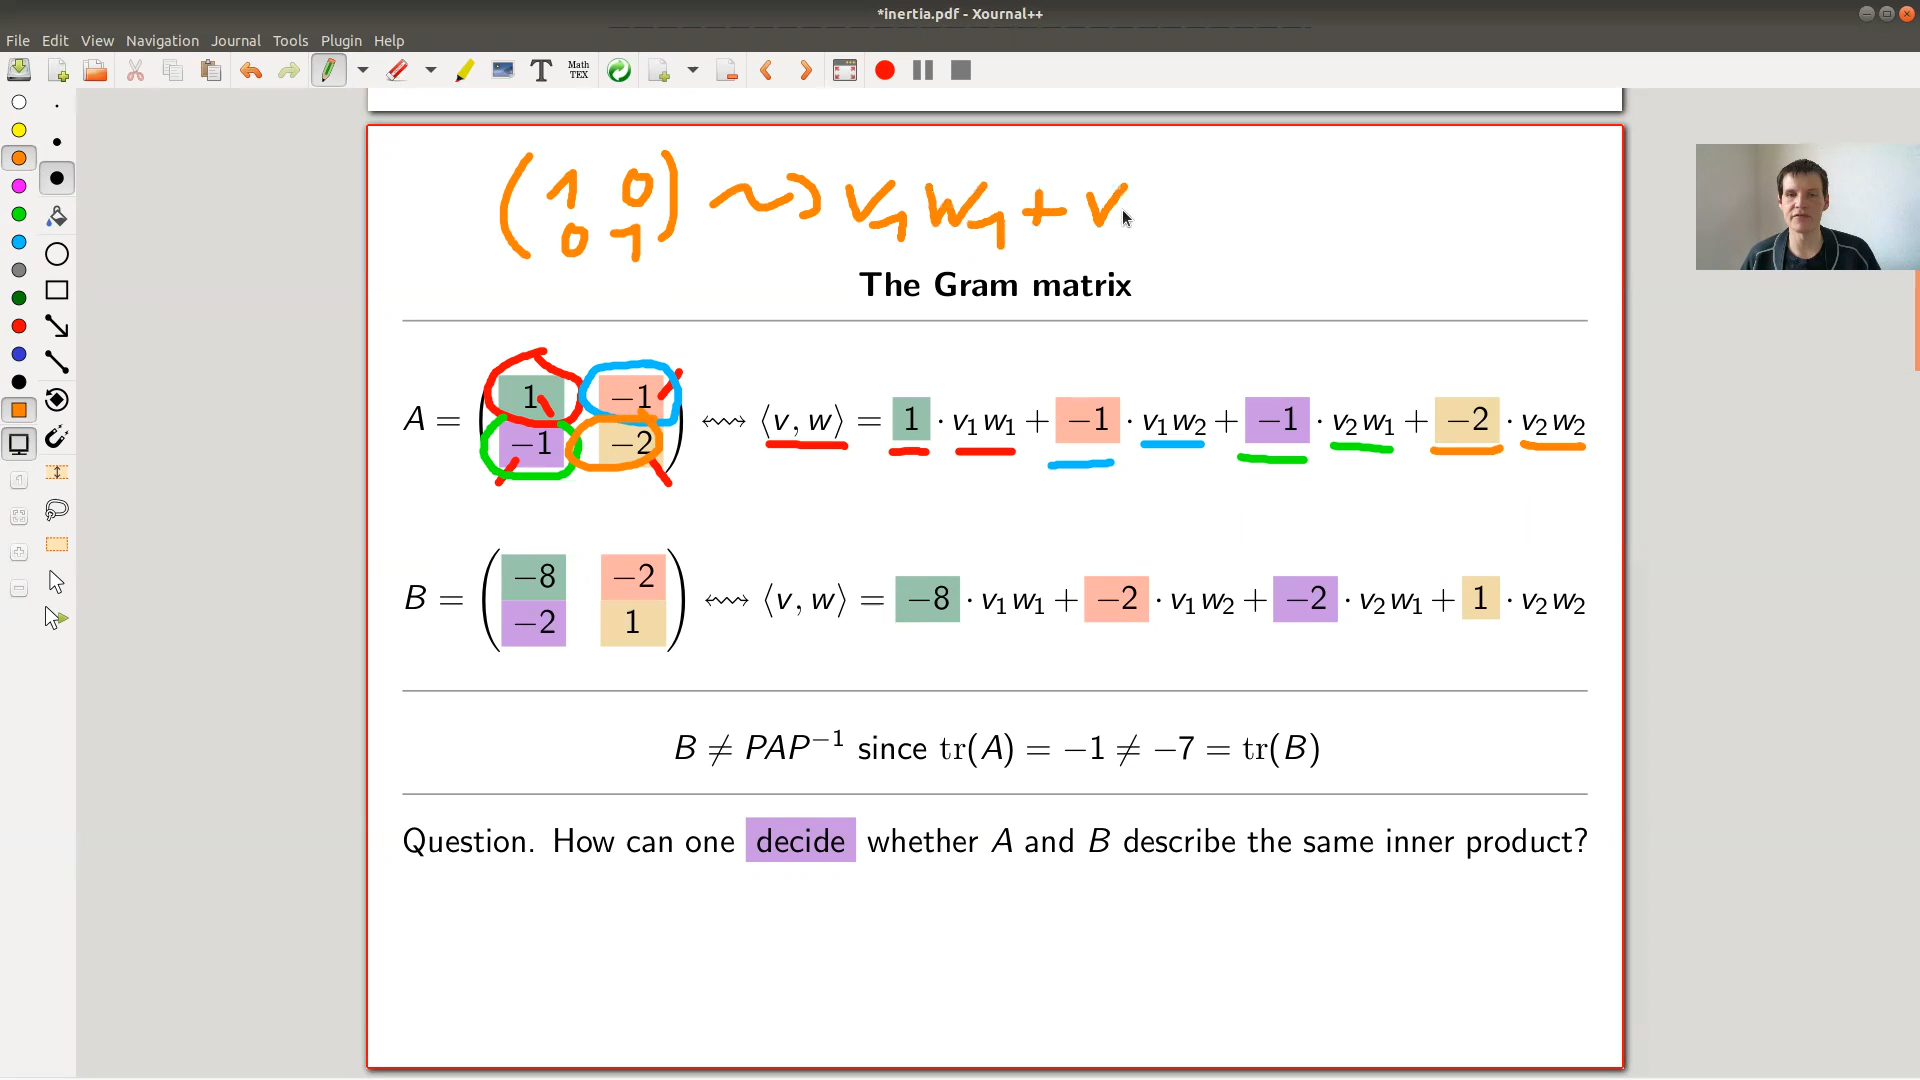 *inertia.pdf - Xournal++
File Edit View Navigation Journal Tools Plugin Help
T Math TEX
(1 0
0 1) ⇝ v₁w₁ + v
The Gram matrix
A = (1 −1
−1 −2) ↭ ⟨v, w⟩ = 1 · v₁w₁ + −1 · v₁w₂ + −1 · v₂w₁ + −2 · v₂w₂
B = (−8 −2
−2 1) ↭ ⟨v, w⟩ = −8 · v₁w₁ + −2 · v₁w₂ + −2 · v₂w₁ + 1 · v₂w₂
B ≠ PAP⁻¹ since tr(A) = −1 ≠ −7 = tr(B)
Question. How can one decide whether A and B describe the same inner product?